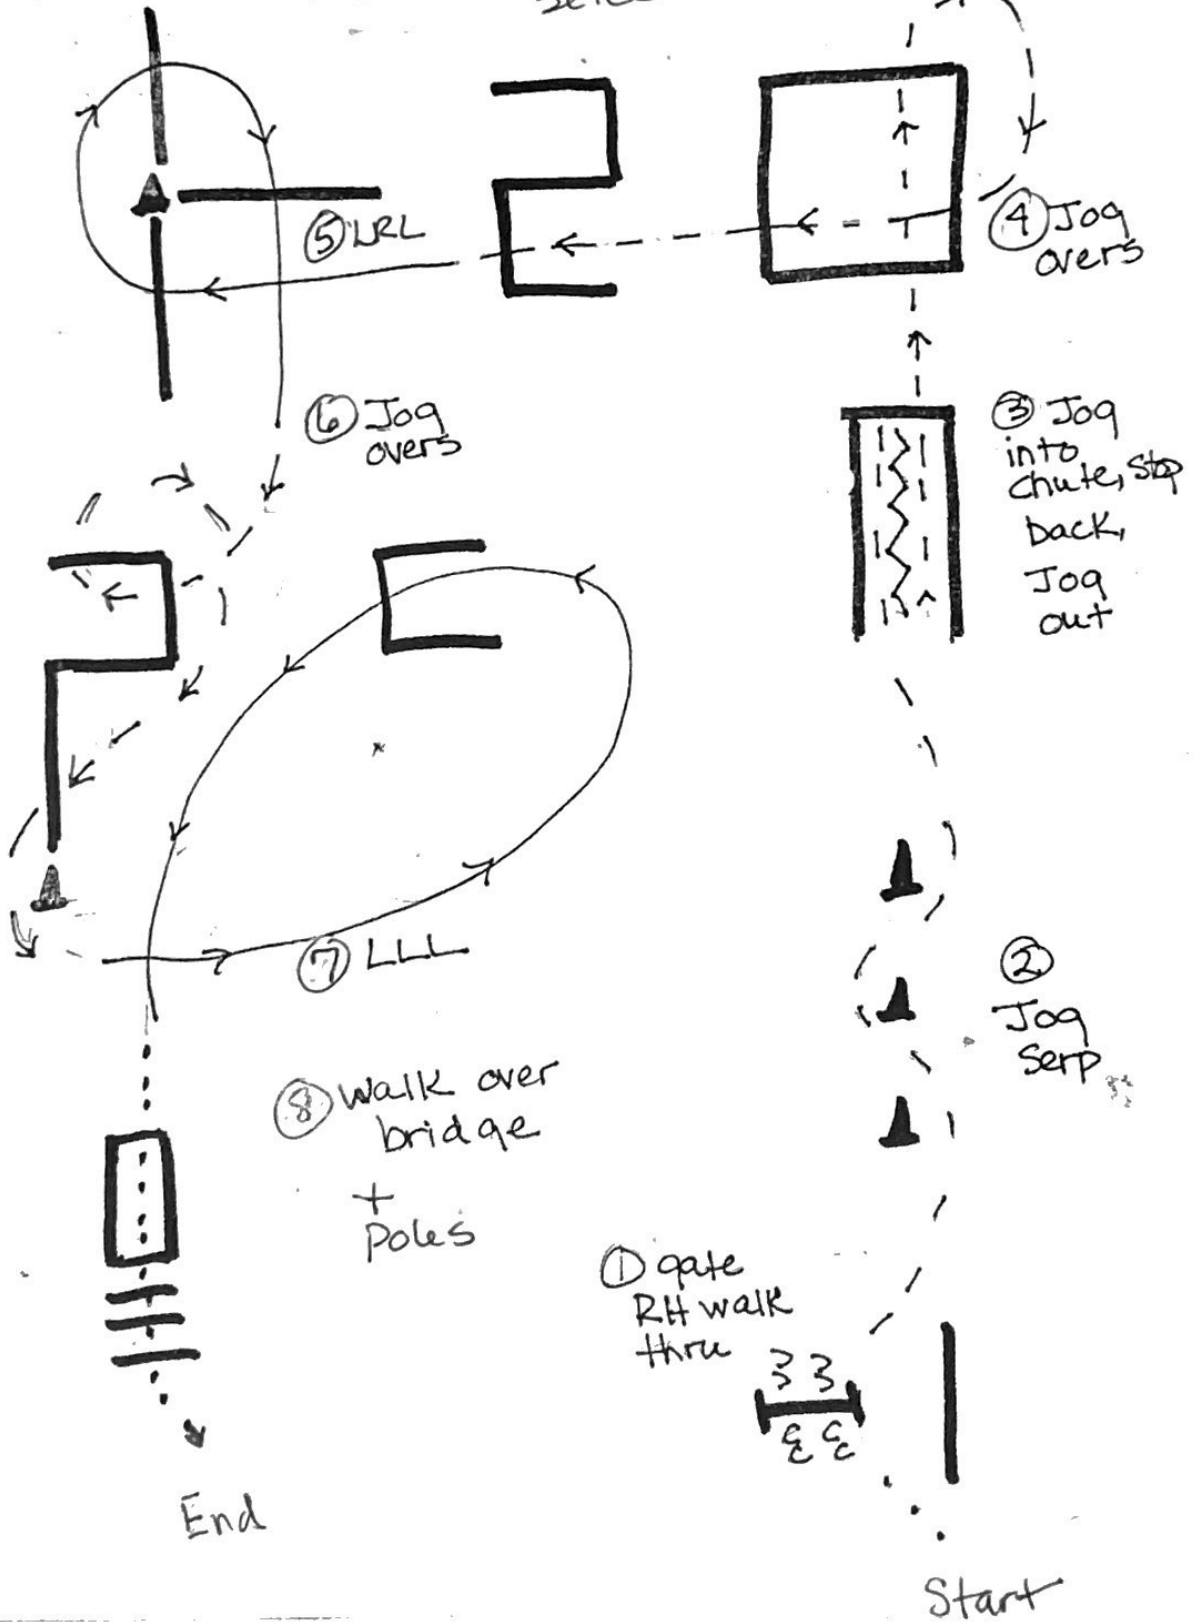 ④ Jog
overs
⑤ LRL
⑥ Jog
overs
③ Jog
into
chute, Stop
back,
Jog
out
②
Jog
Serp
⑦ LLL
⑧ Walk over
bridge
+
Poles
① gate
RH walk
thru
End
Start